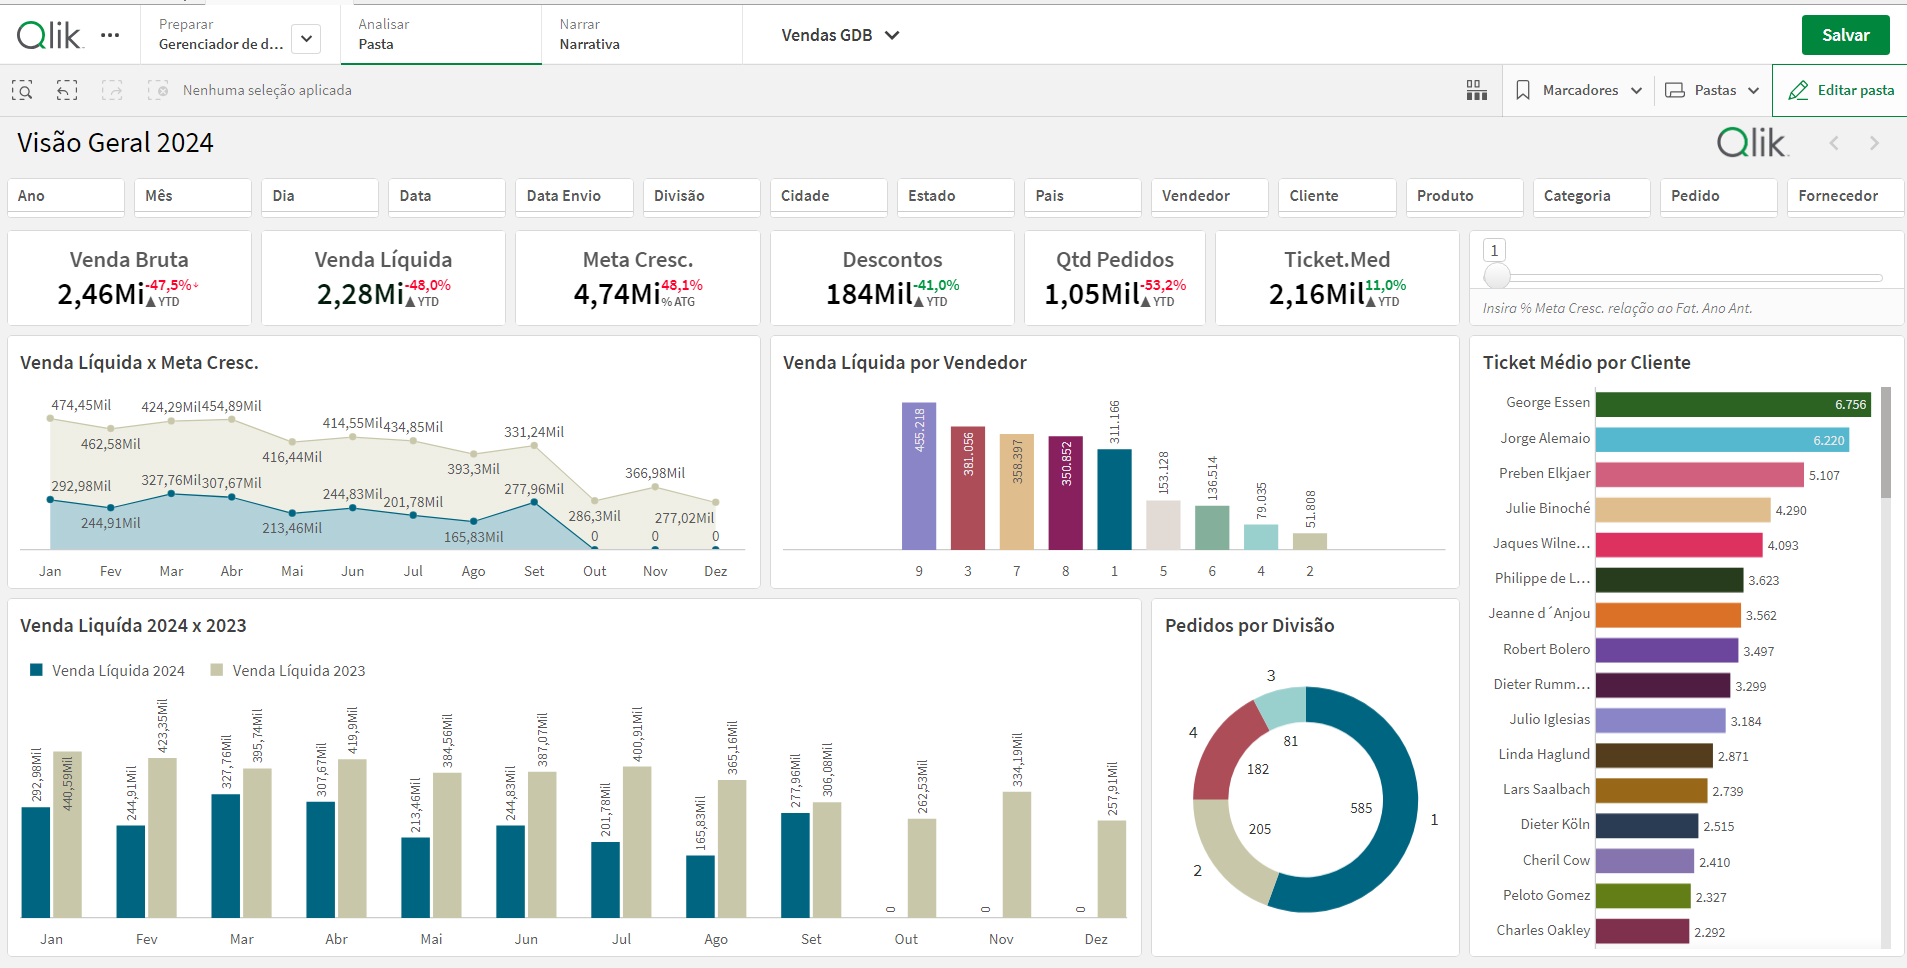 Qlik
Preparar
Gerenciador de d...
Analisar
Pasta
Narrar
Narrativa
Vendas GDB
Salvar
Nenhuma seleção aplicada
Marcadores
Pastas
Editar pasta
Visão Geral 2024
Qlik
Ano
Mês
Dia
Data
Data Envio
Divisão
Cidade
Estado
Pais
Vendedor
Cliente
Produto
Categoria
Pedido
Fornecedor
Venda Bruta
2,46Mi -47,5% ↓
▲ YTD
Venda Líquida
2,28Mi -48,0%
▲ YTD
Meta Cresc.
4,74Mi 48,1%
% ATG
Descontos
184Mil -41,0%
▲ YTD
Qtd Pedidos
1,05Mil -53,2%
▲ YTD
Ticket.Med
2,16Mil 11,0%
▲ YTD
1
Insira % Meta Cresc. relação ao Fat. Ano Ant.
Venda Líquida x Meta Cresc.
474,45Mil
462,58Mil
424,29Mil
454,89Mil
416,44Mil
414,55Mil
434,85Mil
393,3Mil
331,24Mil
286,3Mil
366,98Mil
277,02Mil
292,98Mil
244,91Mil
327,76Mil
307,67Mil
213,46Mil
244,83Mil
201,78Mil
165,83Mil
277,96Mil
0
0
0
Jan
Fev
Mar
Abr
Mai
Jun
Jul
Ago
Set
Out
Nov
Dez
Venda Líquida por Vendedor
455.218
381.056
358.397
350.852
311.166
153.128
136.514
79.035
51.808
9
3
7
8
1
5
6
4
2
Ticket Médio por Cliente
George Essen 6.756
Jorge Alemaio 6.220
Preben Elkjaer 5.107
Julie Binoché 4.290
Jaques Wilne... 4.093
Philippe de L... 3.623
Jeanne d´Anjou 3.562
Robert Bolero 3.497
Dieter Rumm... 3.299
Julio Iglesias 3.184
Linda Haglund 2.871
Lars Saalbach 2.739
Dieter Köln 2.515
Cheril Cow 2.410
Peloto Gomez 2.327
Charles Oakley 2.292
Venda Liquída 2024 x 2023
Venda Líquida 2024
Venda Líquida 2023
292,98Mil
440,59Mil
244,91Mil
423,35Mil
327,76Mil
395,74Mil
307,67Mil
419,9Mil
213,46Mil
384,56Mil
244,83Mil
387,07Mil
201,78Mil
400,91Mil
165,83Mil
365,16Mil
277,96Mil
306,08Mil
0
262,53Mil
0
334,19Mil
0
257,91Mil
Jan
Fev
Mar
Abr
Mai
Jun
Jul
Ago
Set
Out
Nov
Dez
Pedidos por Divisão
3
81
4
182
585
1
205
2